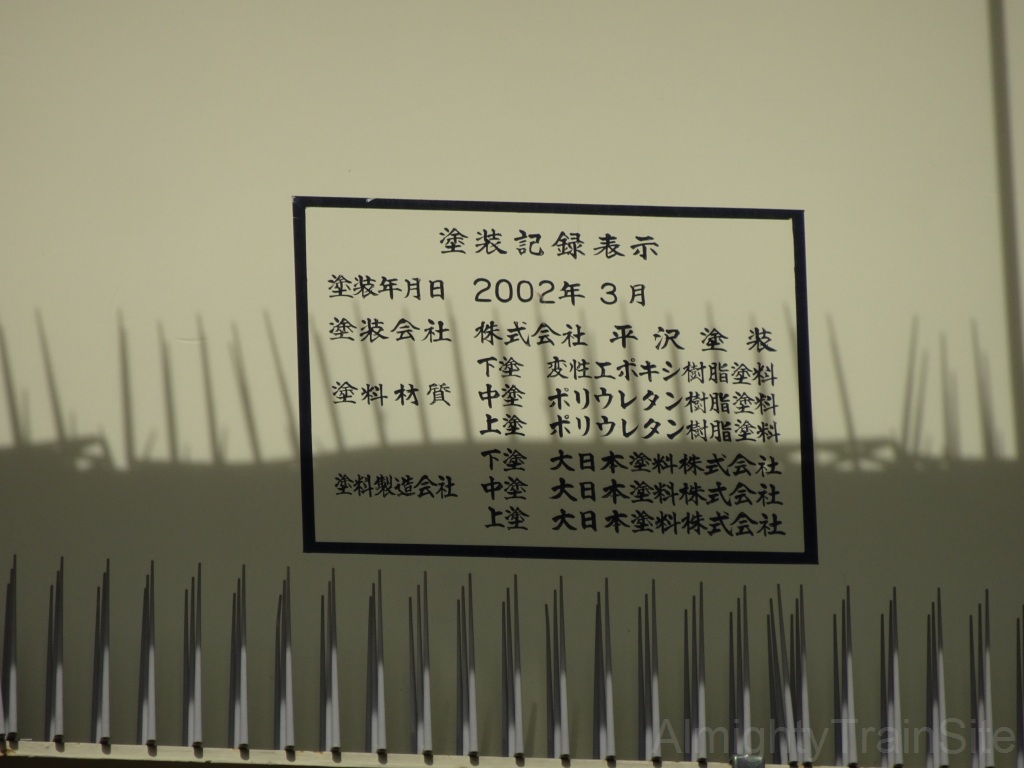 塗装記録表示
塗装年月日 2002年 3月
塗装会社 株式会社 平沢塗装
塗料材質 下塗 変性エポキシ樹脂塗料
中塗 ポリウレタン樹脂塗料
上塗 ポリウレタン樹脂塗料
塗料製造会社 下塗 大日本塗料株式会社
中塗 大日本塗料株式会社
上塗 大日本塗料株式会社
Almighty TrainSite